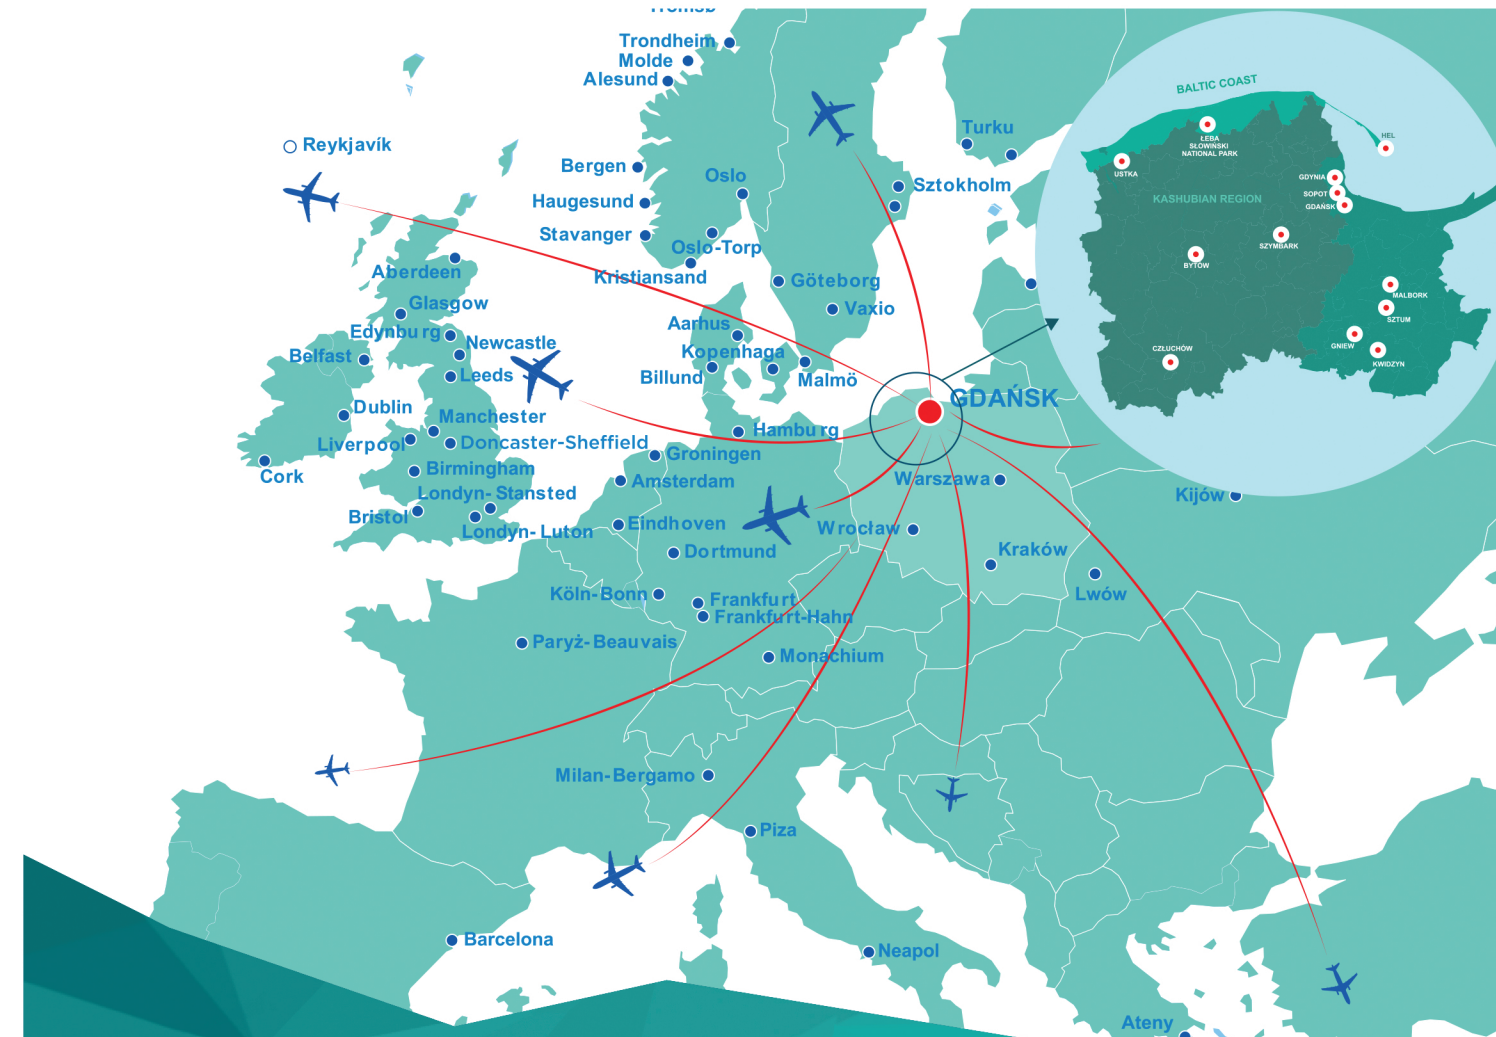 Tromsø
Trondheim
Molde
Alesund
Reykjavík
Bergen
Haugesund
Stavanger
Oslo
Oslo-Torp
Kristiansand
Turku
Sztokholm
Göteborg
Vaxio
Aberdeen
Glasgow
Edynburg
Newcastle
Belfast
Leeds
Aarhus
Kopenhaga
Billund
Malmö
Dublin
Manchester
Liverpool
Doncaster-Sheffield
Cork
Birmingham
Londyn-Stansted
Bristol
Londyn-Luton
Hamburg
Groningen
Amsterdam
Eindhoven
Dortmund
Köln-Bonn
Frankfurt
Frankfurt-Hahn
Paryż-Beauvais
Monachium
GDAŃSK
Warszawa
Wrocław
Kraków
Lwów
Kijów
Milan-Bergamo
Piza
Barcelona
Neapol
Ateny
BALTIC COAST
ŁEBA
SŁOWIŃSKI
NATIONAL PARK
USTKA
HEL
GDYNIA
SOPOT
GDAŃSK
KASHUBIAN REGION
SZYMBARK
BYTÓW
MALBORK
SZTUM
GNIEW
KWIDZYN
CZŁUCHÓW